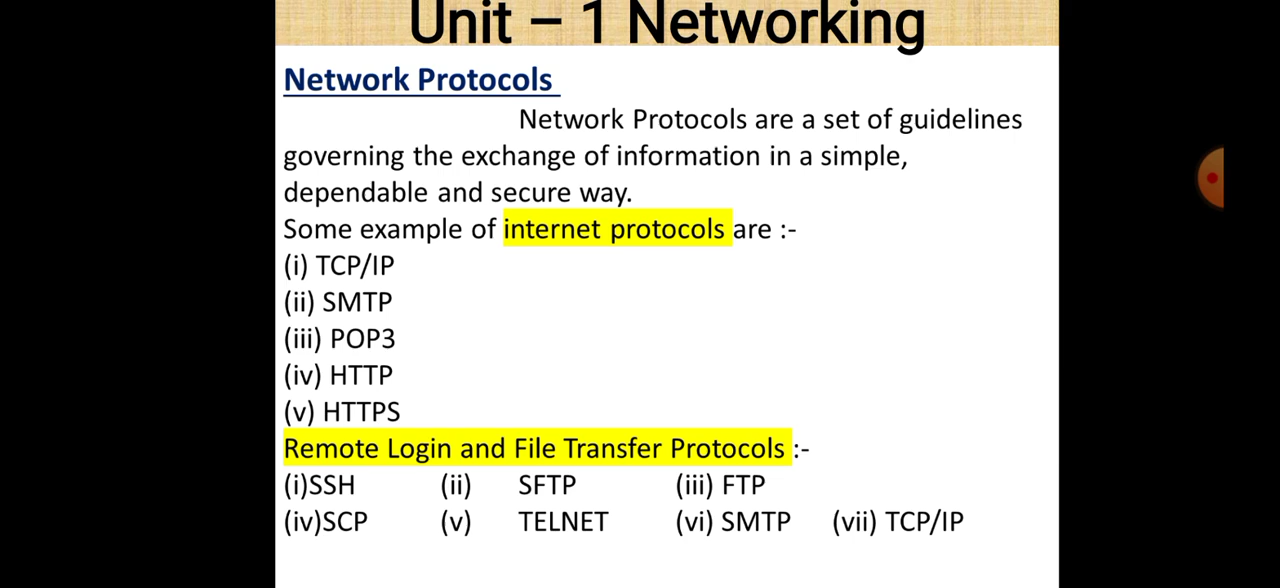 Unit – 1 Networking
Network Protocols
Network Protocols are a set of guidelines
governing the exchange of information in a simple,
dependable and secure way.
Some example of internet protocols are :-
(i) TCP/IP
(ii) SMTP
(iii) POP3
(iv) HTTP
(v) HTTPS
Remote Login and File Transfer Protocols :-
(i)SSH (ii) SFTP (iii) FTP
(iv)SCP (v) TELNET (vi) SMTP (vii) TCP/IP